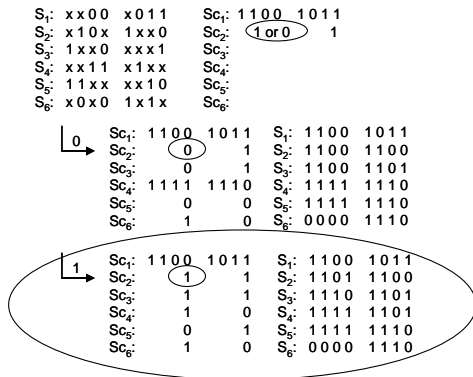 S1: x x 0 0 x 0 1 1 Sc1: 1 1 0 0 1 0 1 1
S2: x 1 0 x 1 x x 0 Sc2: 1 or 0 1
S3: 1 x x 0 x x x 1 Sc3:
S4: x x 1 1 x 1 x x Sc4:
S5: 1 1 x x x x 1 0 Sc5:
S6: x 0 x 0 1 x 1 x Sc6:
0
Sc1: 1 1 0 0 1 0 1 1 S1: 1 1 0 0 1 0 1 1
Sc2: 0 1 S2: 1 1 0 0 1 1 0 0
Sc3: 0 1 S3: 1 1 0 0 1 1 0 1
Sc4: 1 1 1 1 1 1 1 0 S4: 1 1 1 1 1 1 1 0
Sc5: 0 0 S5: 1 1 1 1 1 1 1 0
Sc6: 1 0 S6: 0 0 0 0 1 1 1 0
1
Sc1: 1 1 0 0 1 0 1 1 S1: 1 1 0 0 1 0 1 1
Sc2: 1 1 S2: 1 1 0 1 1 1 0 0
Sc3: 1 1 S3: 1 1 1 0 1 1 0 1
Sc4: 1 0 S4: 1 1 1 1 1 1 0 1
Sc5: 0 1 S5: 1 1 1 1 1 1 1 0
Sc6: 1 0 S6: 0 0 0 0 1 1 1 0